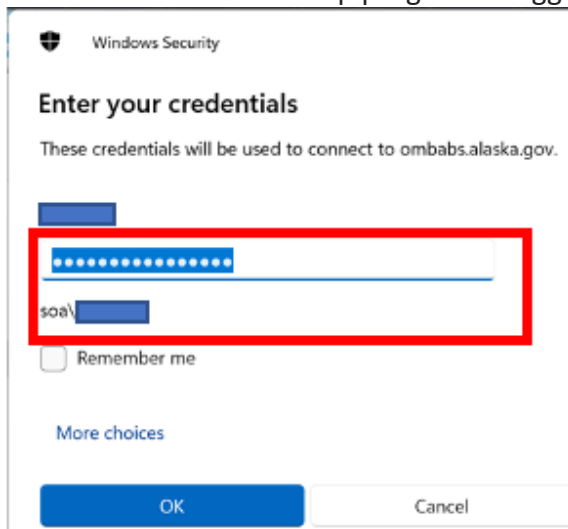 Windows Security
Enter your credentials
These credentials will be used to connect to ombabs.alaska.gov.
••••••••••••••••
soa\
Remember me
More choices
OK
Cancel